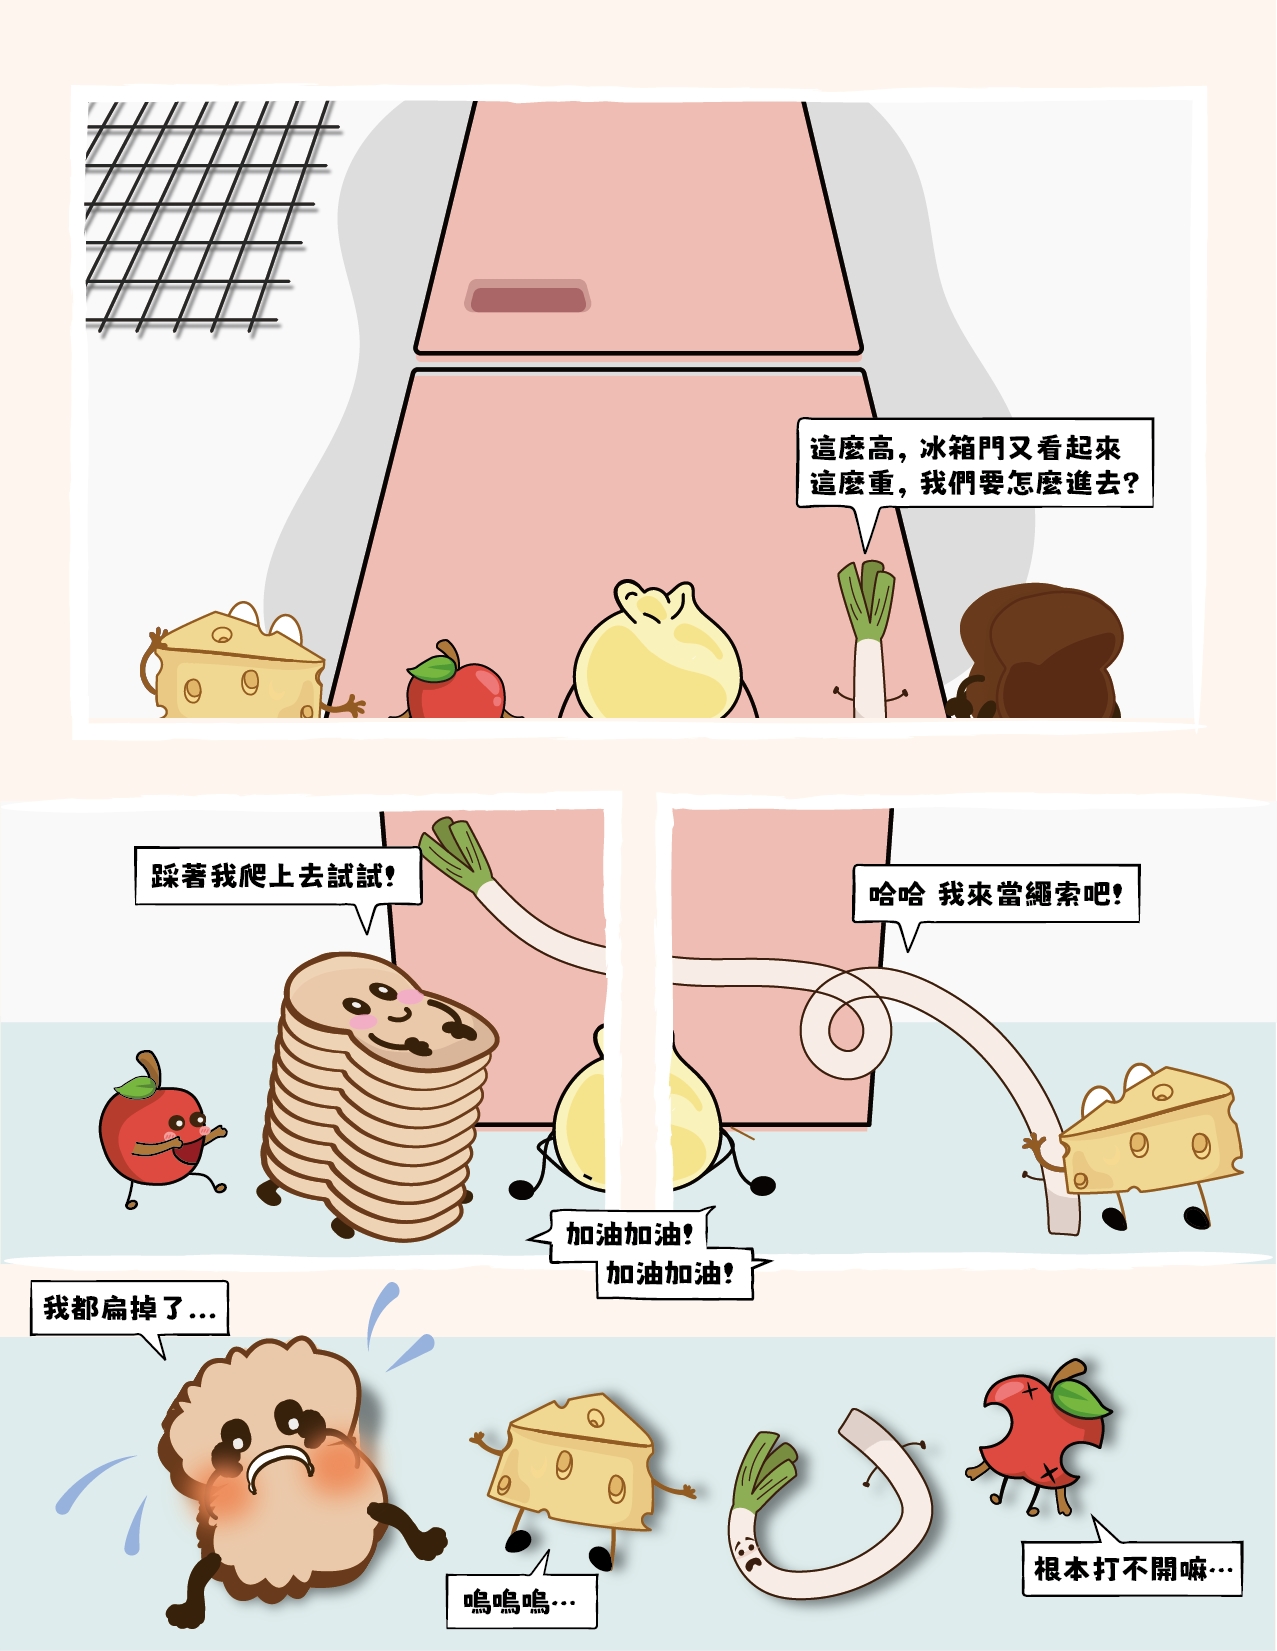 這麼高，冰箱門又看起來
這麼重，我們要怎麼進去?
踩著我爬上去試試!
哈哈 我來當繩索吧!
加油加油!
加油加油!
我都扁掉了...
嗚嗚嗚…
根本打不開嘛…